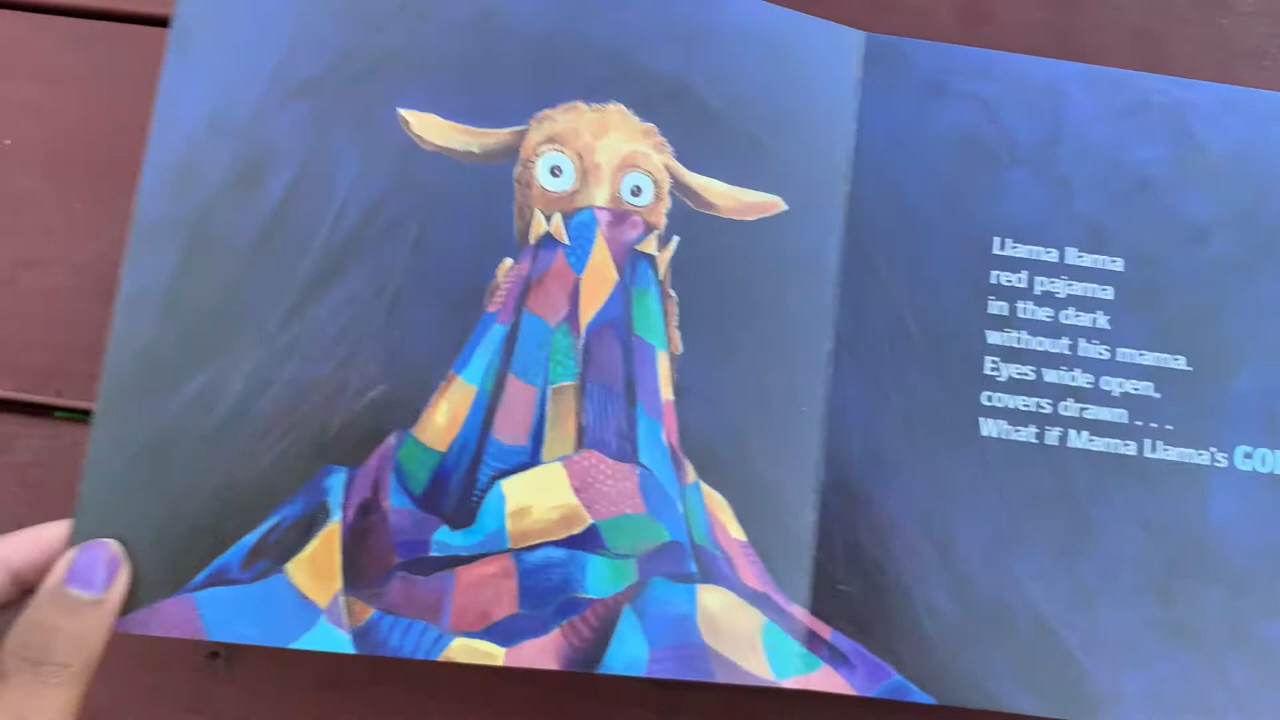 Llama llama
red pajama
in the dark
without his mama.
Eyes wide open,
covers drawn . . .
What if Mama Llama's